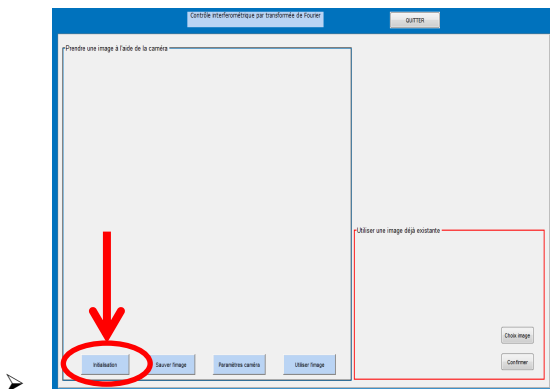 Contrôle interferométrique par transformée de Fourier
QUITTER
Prendre une image à l'aide de la caméra
Utiliser une image déjà existante
Choix image
Initialisation
Sauver l'image
Paramètres caméra
Utiliser l'image
Confirmer